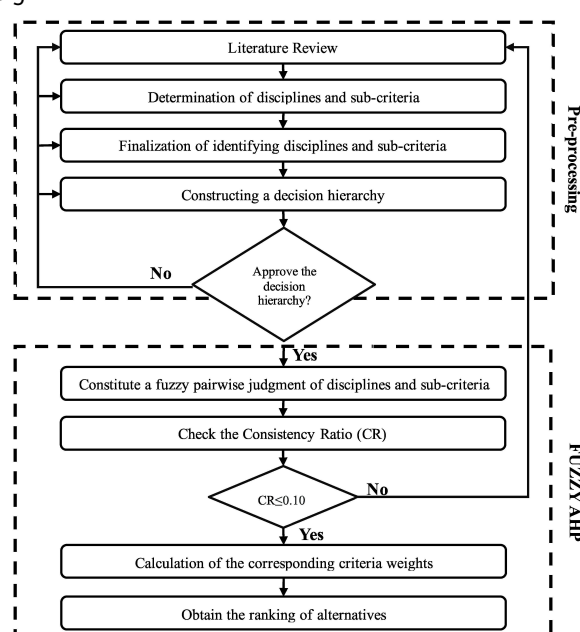 Literature Review
Determination of disciplines and sub-criteria
Finalization of identifying disciplines and sub-criteria
Constructing a decision hierarchy
Pre-processing
No
Approve the
decision
hierarchy?
Yes
Constitute a fuzzy pairwise judgment of disciplines and sub-criteria
Check the Consistency Ratio (CR)
CR≤0.10
No
Yes
FUZZY AHP
Calculation of the corresponding criteria weights
Obtain the ranking of alternatives